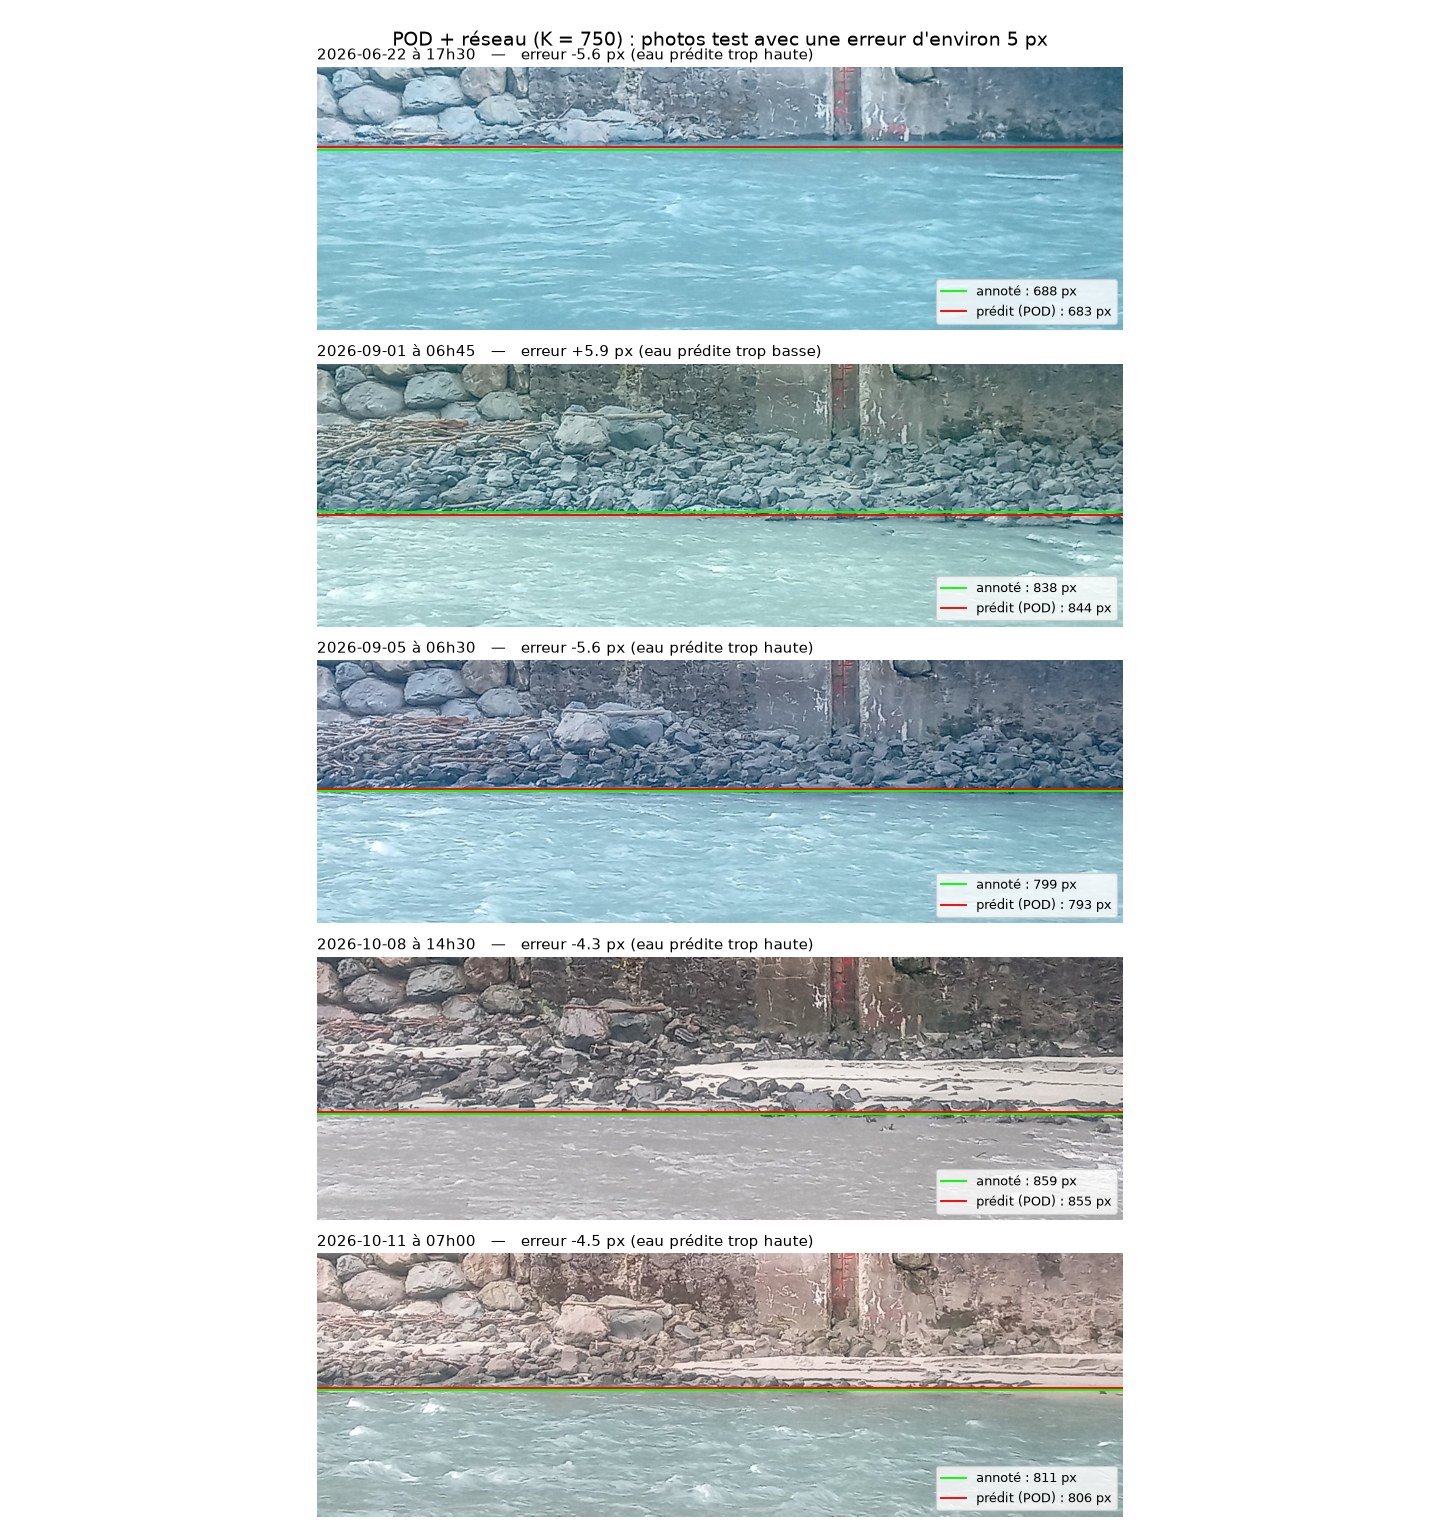 POD + réseau (K = 750) : photos test avec une erreur d'environ 5 px
2026-06-22 à 17h30 — erreur -5.6 px (eau prédite trop haute)
annoté : 688 px
prédit (POD) : 683 px
2026-09-01 à 06h45 — erreur +5.9 px (eau prédite trop basse)
annoté : 838 px
prédit (POD) : 844 px
2026-09-05 à 06h30 — erreur -5.6 px (eau prédite trop haute)
annoté : 799 px
prédit (POD) : 793 px
2026-10-08 à 14h30 — erreur -4.3 px (eau prédite trop haute)
annoté : 859 px
prédit (POD) : 855 px
2026-10-11 à 07h00 — erreur -4.5 px (eau prédite trop haute)
annoté : 811 px
prédit (POD) : 806 px